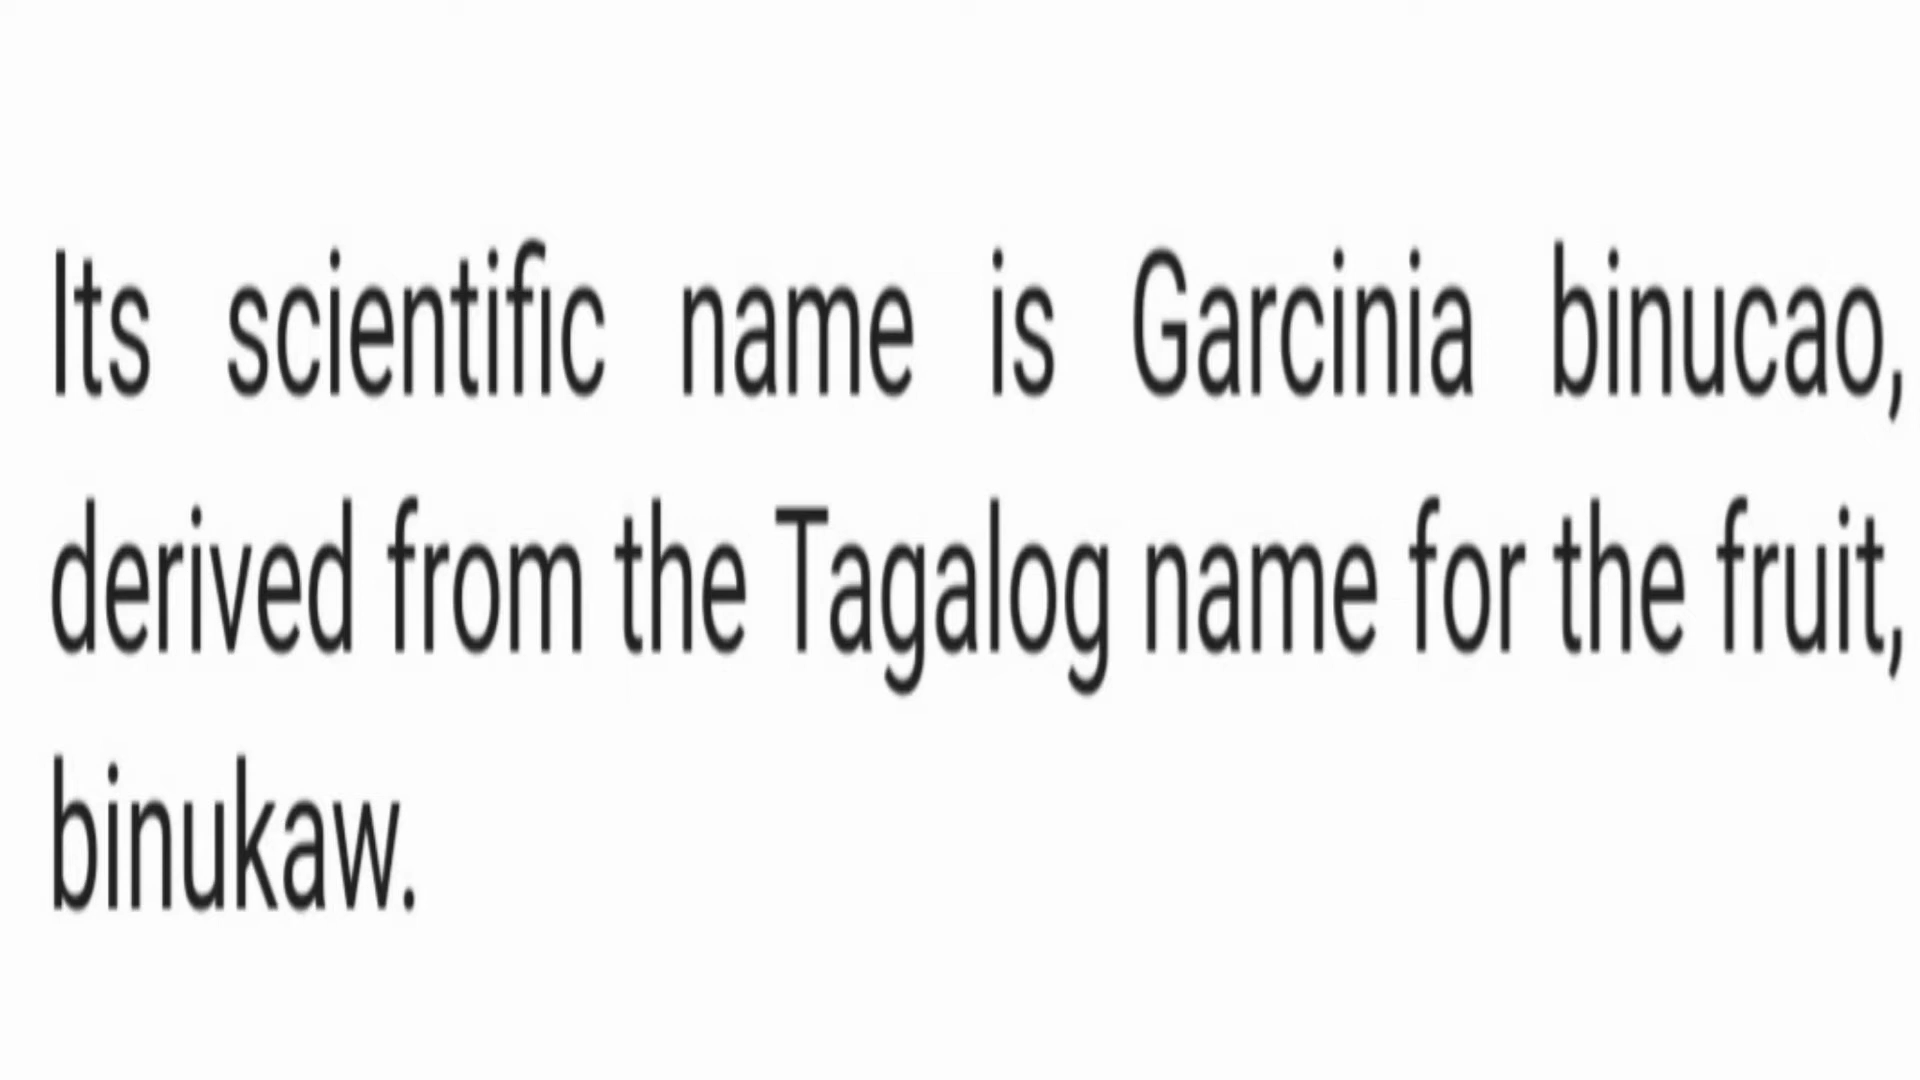 Its scientific name is Garcinia binucao,
derived from the Tagalog name for the fruit,
binukaw.